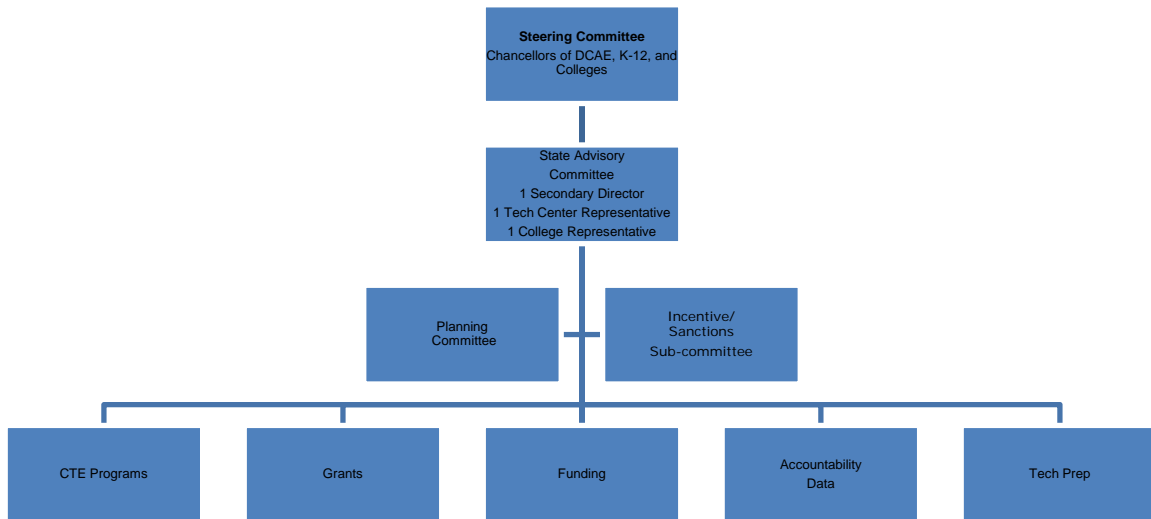 Steering Committee
Chancellors of DCAE, K-12, and
Colleges
State Advisory
Committee
1 Secondary Director
1 Tech Center Representative
1 College Representative
Planning
Committee
Incentive/
Sanctions
Sub-committee
CTE Programs
Grants
Funding
Accountability
Data
Tech Prep